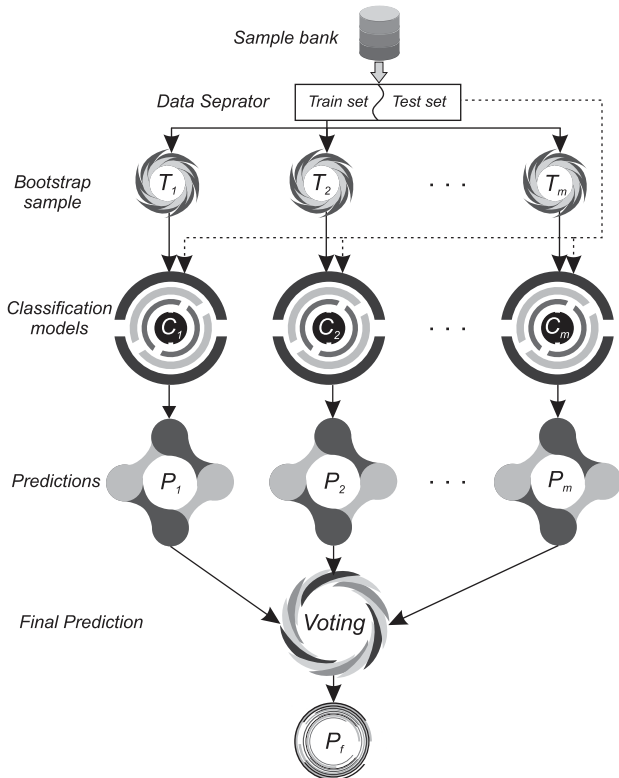 Sample bank
Data Seprator
Train set
Test set
Bootstrap
sample
T1
T2
. . .
Tm
Classification
models
C1
C2
. . .
Cm
Predictions
P1
P2
. . .
Pm
Final Prediction
Voting
Pf